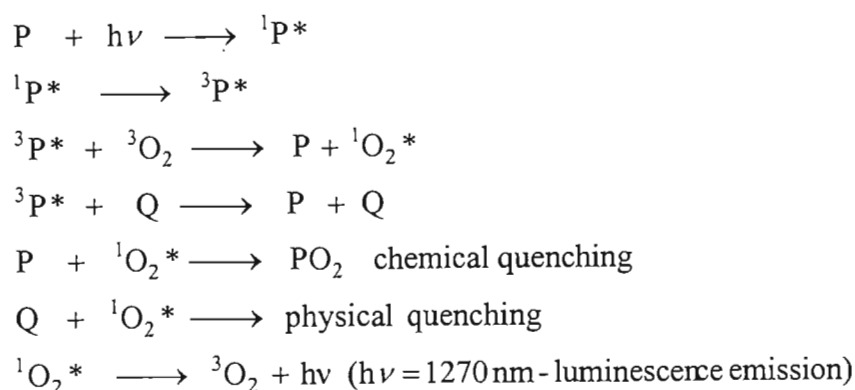 P + hν ⟶ ¹P*
¹P* ⟶ ³P*
³P* + ³O₂ ⟶ P + ¹O₂*
³P* + Q ⟶ P + Q
P + ¹O₂* ⟶ PO₂ chemical quenching
Q + ¹O₂* ⟶ physical quenching
¹O₂* ⟶ ³O₂ + hν (hν = 1270 nm - luminescence emission)